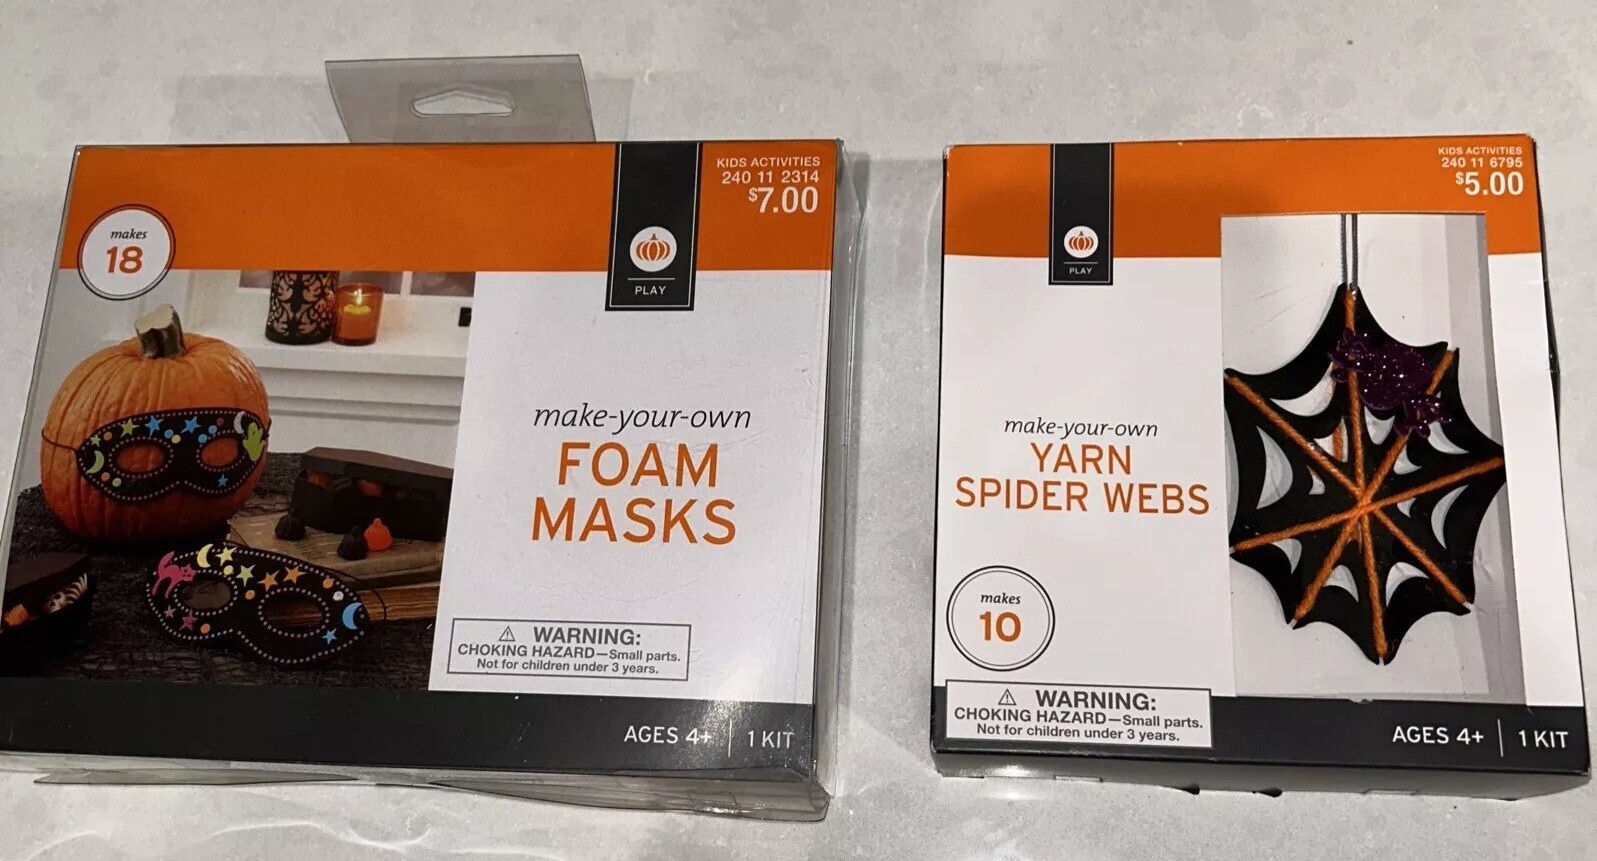 KIDS ACTIVITIES
240 11 2314
$7.00
makes
18
PLAY
make-your-own
FOAM
MASKS
⚠ WARNING:
CHOKING HAZARD—Small parts.
Not for children under 3 years.
AGES 4+ | 1 KIT
KIDS ACTIVITIES
240 11 6795
$5.00
PLAY
make-your-own
YARN
SPIDER WEBS
makes
10
⚠ WARNING:
CHOKING HAZARD—Small parts.
Not for children under 3 years.
AGES 4+ | 1 KIT